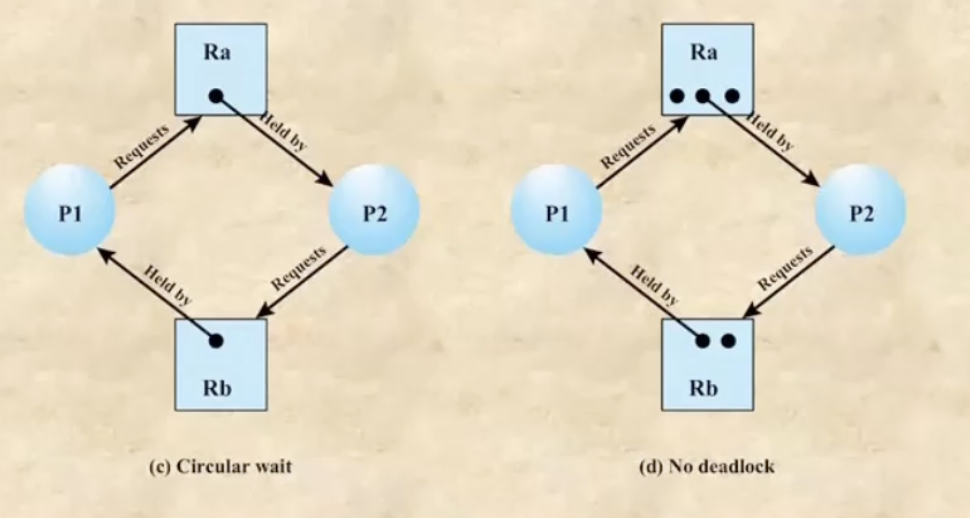 Ra
Requests
Held by
P1
P2
Held by
Requests
Rb
(c) Circular wait
Ra
Requests
Held by
P1
P2
Held by
Requests
Rb
(d) No deadlock